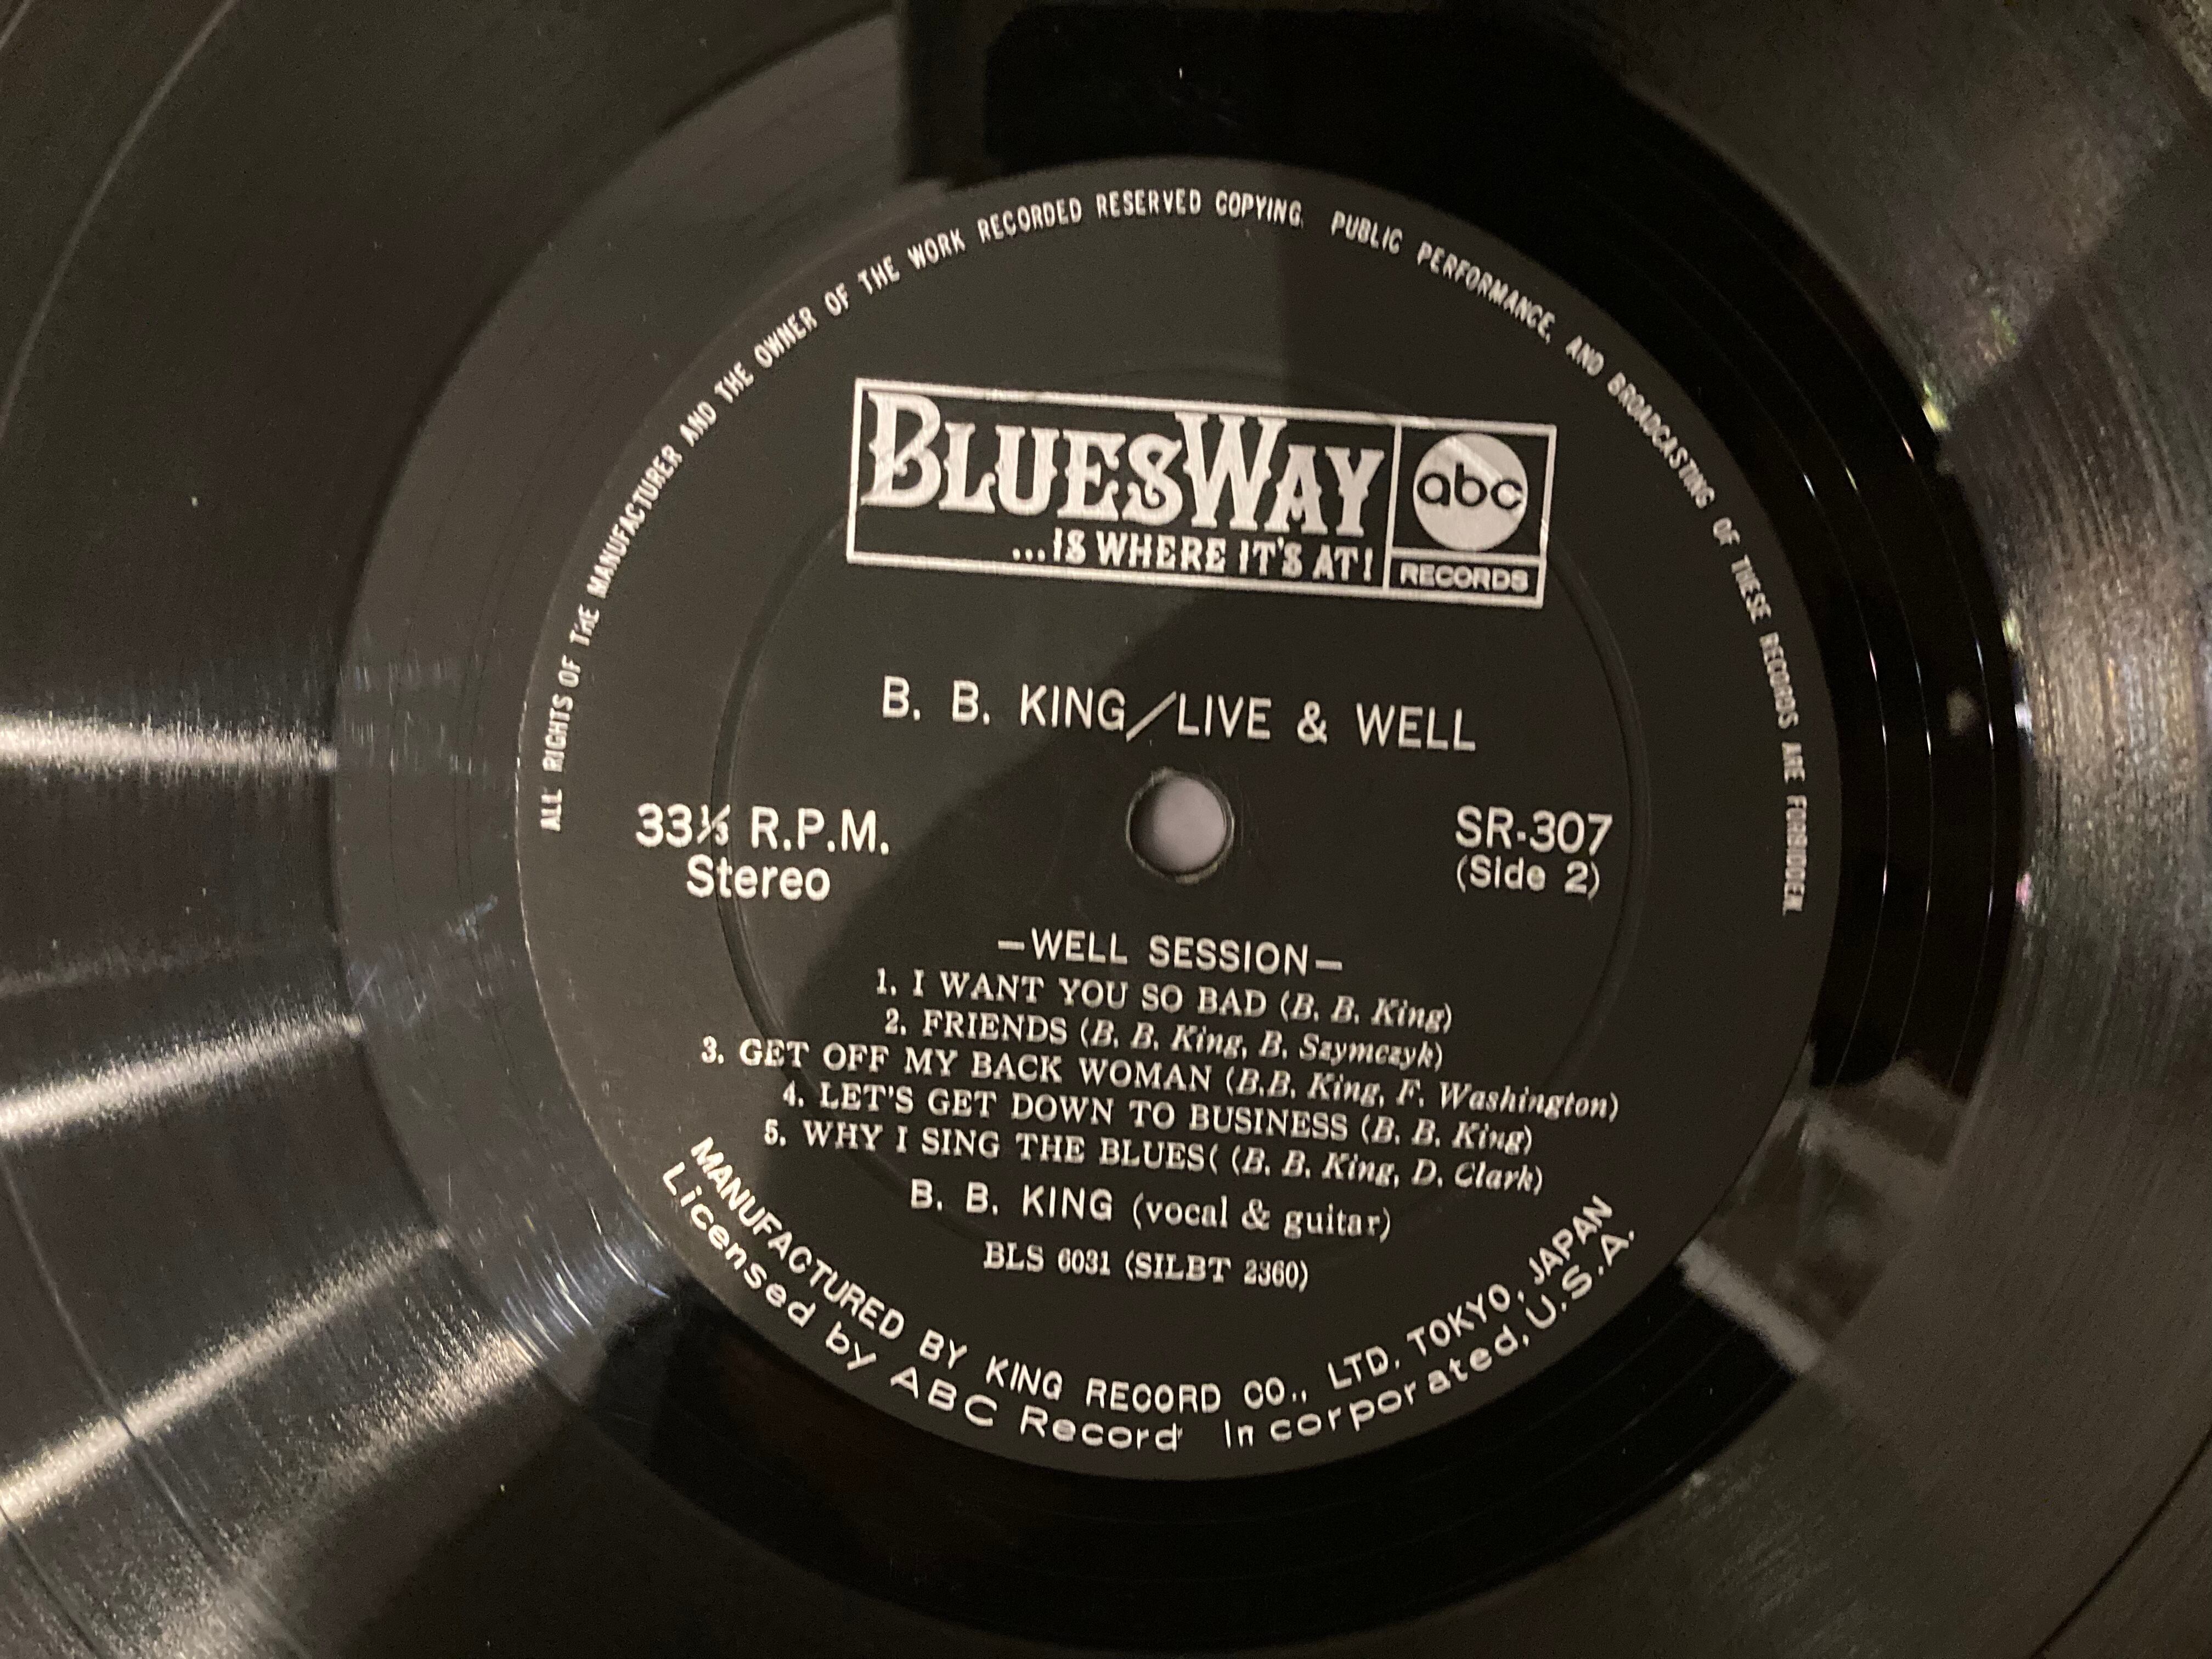 ALL RIGHTS OF THE MANUFACTURER AND THE OWNER OF THE WORK RECORDED RESERVED COPYING. PUBLIC PERFORMANCE, AND BROADCASTING OF THESE RECORDS ARE FORBIDDEN.
BLUESWAY
...IS WHERE IT'S AT!
abc
RECORDS
B. B. KING/LIVE & WELL
33⅓ R.P.M.
Stereo
SR-307
(Side 2)
—WELL SESSION—
1. I WANT YOU SO BAD (B. B. King)
2. FRIENDS (B. B. King, B. Szymczyk)
3. GET OFF MY BACK WOMAN (B.B. King, F. Washington)
4. LET'S GET DOWN TO BUSINESS (B. B. King)
5. WHY I SING THE BLUES( (B. B. King, D. Clark)
B. B. KING (vocal & guitar)
BLS 6031 (SILBT 2360)
MANUFACTURED BY KING RECORD CO., LTD. TOKYO, JAPAN
Licensed by ABC Record Incorporated, U.S.A.